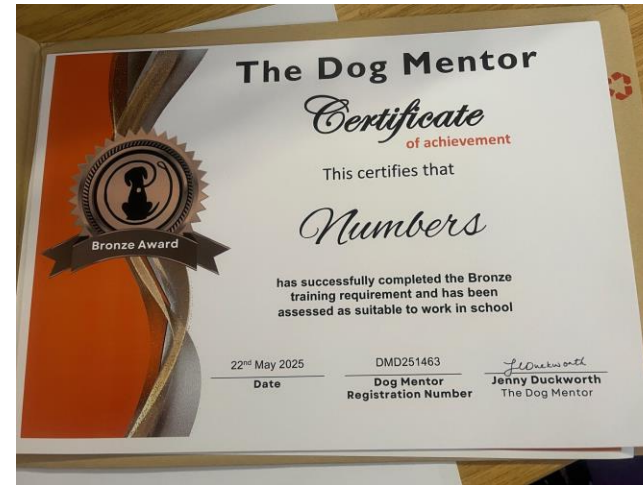 The Dog Mentor
Certificate
of achievement
This certifies that
Numbers
Bronze Award
has successfully completed the Bronze
training requirement and has been
assessed as suitable to work in school
22nd May 2025
Date
DMD251463
Dog Mentor
Registration Number
JLDuckworth
Jenny Duckworth
The Dog Mentor